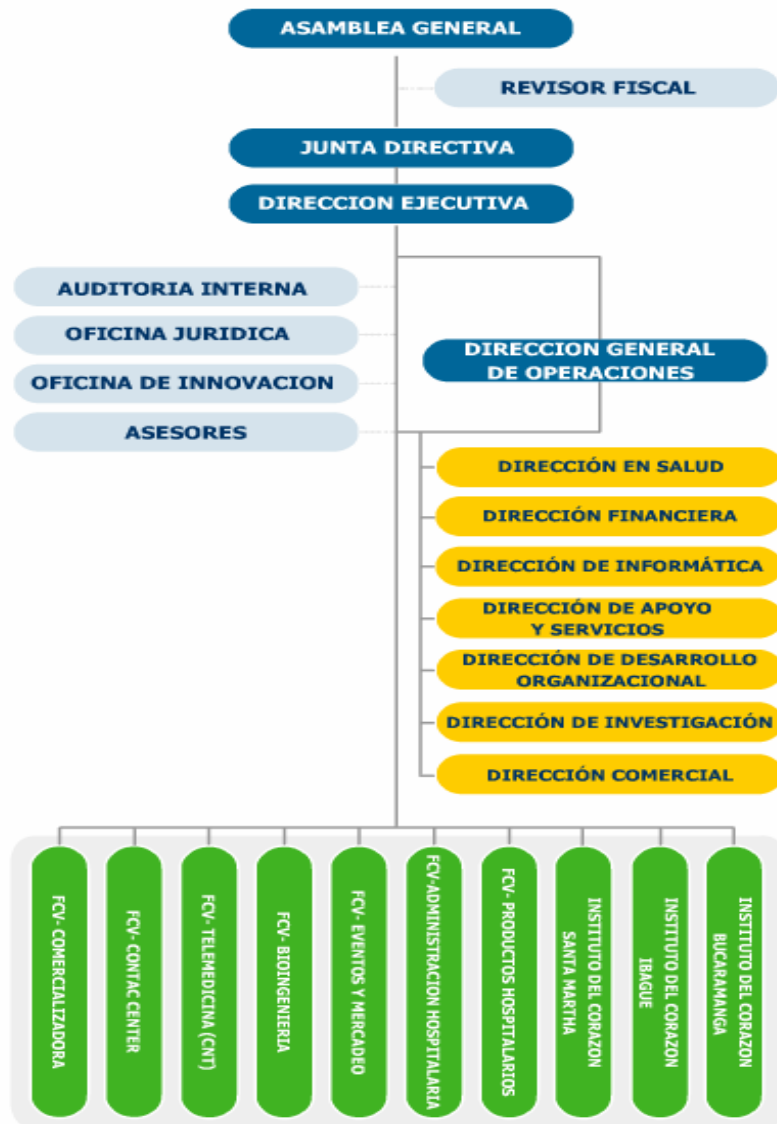 ASAMBLEA GENERAL
REVISOR FISCAL
JUNTA DIRECTIVA
DIRECCION EJECUTIVA
AUDITORIA INTERNA
OFICINA JURIDICA
OFICINA DE INNOVACION
ASESORES
DIRECCION GENERAL
DE OPERACIONES
DIRECCIÓN EN SALUD
DIRECCIÓN FINANCIERA
DIRECCIÓN DE INFORMÁTICA
DIRECCIÓN DE APOYO
Y SERVICIOS
DIRECCIÓN DE DESARROLLO
ORGANIZACIONAL
DIRECCIÓN DE INVESTIGACIÓN
DIRECCIÓN COMERCIAL
FCV- COMERCIALIZADORA
FCV- CONTAC CENTER
FCV- TELEMEDICINA (CNT)
FCV- BIOINGENIERIA
FCV- EVENTOS Y MERCADEO
FCV-ADMINISTRACION HOSPITALARIA
FCV- PRODUCTOS HOSPITALARIOS
INSTITUTO DEL CORAZON
SANTA MARTHA
INSTITUTO DEL CORAZON
IBAGUE
INSTITUTO DEL CORAZON
BUCARAMANGA